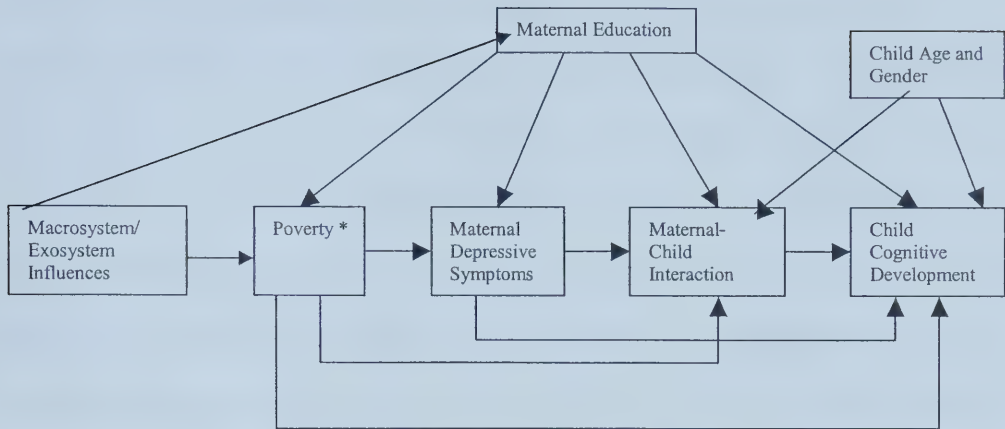 Maternal Education
Child Age and
Gender
Macrosystem/
Exosystem
Influences
Poverty *
Maternal
Depressive
Symptoms
Maternal-
Child
Interaction
Child
Cognitive
Development